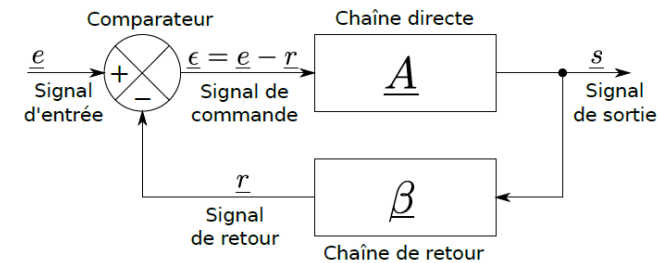 Comparateur
Chaîne directe
e
+
−
ϵ = e − r
A
s
Signal
d'entrée
Signal de
commande
Signal
de sortie
r
β
Signal
de retour
Chaîne de retour